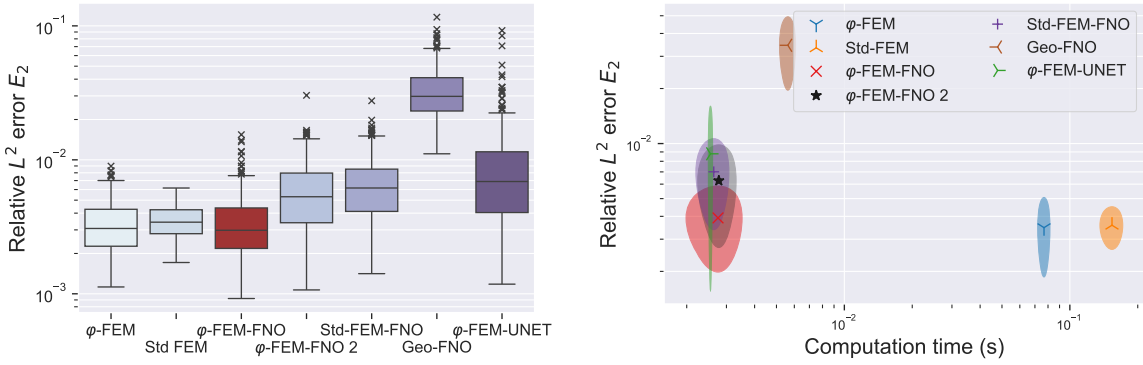 Relative L² error E₂
10⁻¹
10⁻²
10⁻³
φ-FEM
Std FEM
φ-FEM-FNO
φ-FEM-FNO 2
Std-FEM-FNO
Geo-FNO
φ-FEM-UNET
Relative L² error E₂
10⁻²
φ-FEM
Std-FEM
φ-FEM-FNO
φ-FEM-FNO 2
Std-FEM-FNO
Geo-FNO
φ-FEM-UNET
10⁻²
10⁻¹
Computation time (s)